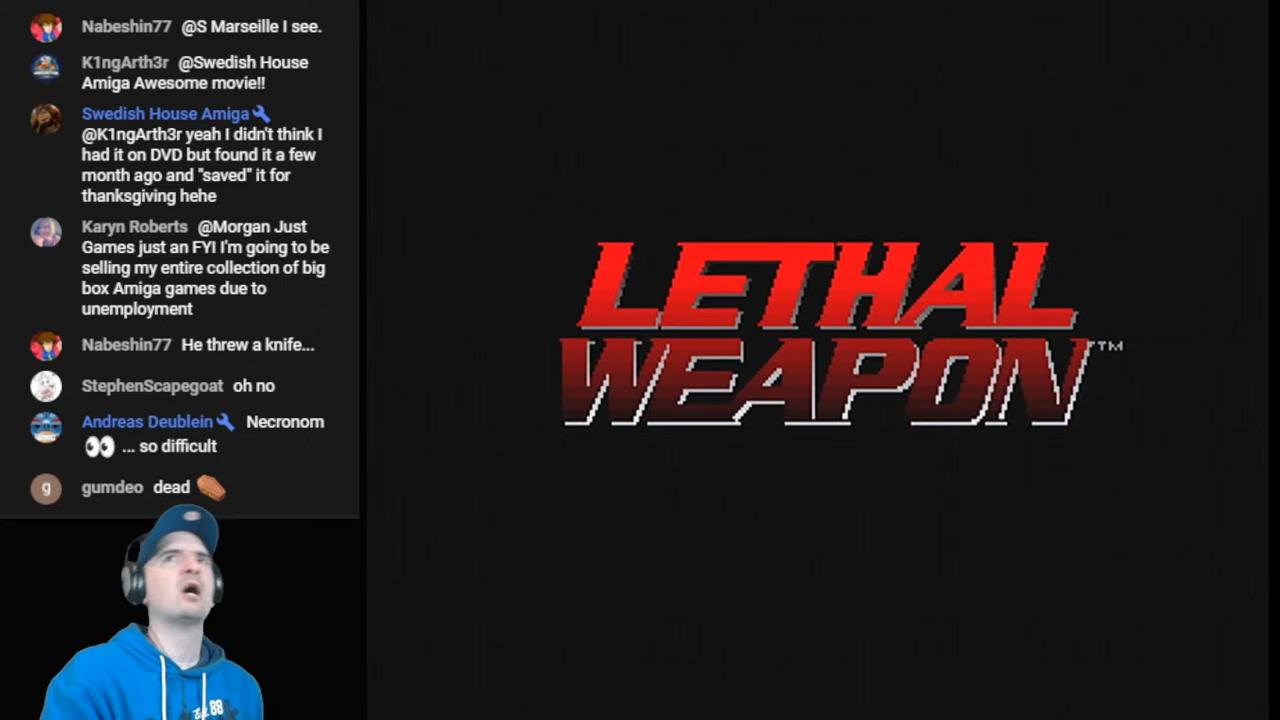 Nabeshin77 @S Marseille I see.
K1ngArth3r @Swedish House
Amiga Awesome movie!!
Swedish House Amiga
@K1ngArth3r yeah I didn't think I
had it on DVD but found it a few
month ago and "saved" it for
thanksgiving hehe
Karyn Roberts @Morgan Just
Games just an FYI I'm going to be
selling my entire collection of big
box Amiga games due to
unemployment
Nabeshin77 He threw a knife...
StephenScapegoat oh no
Andreas Deublein Necronom
👀 ... so difficult
g gumdeo dead ⚰️
LETHAL
WEAPON™
88